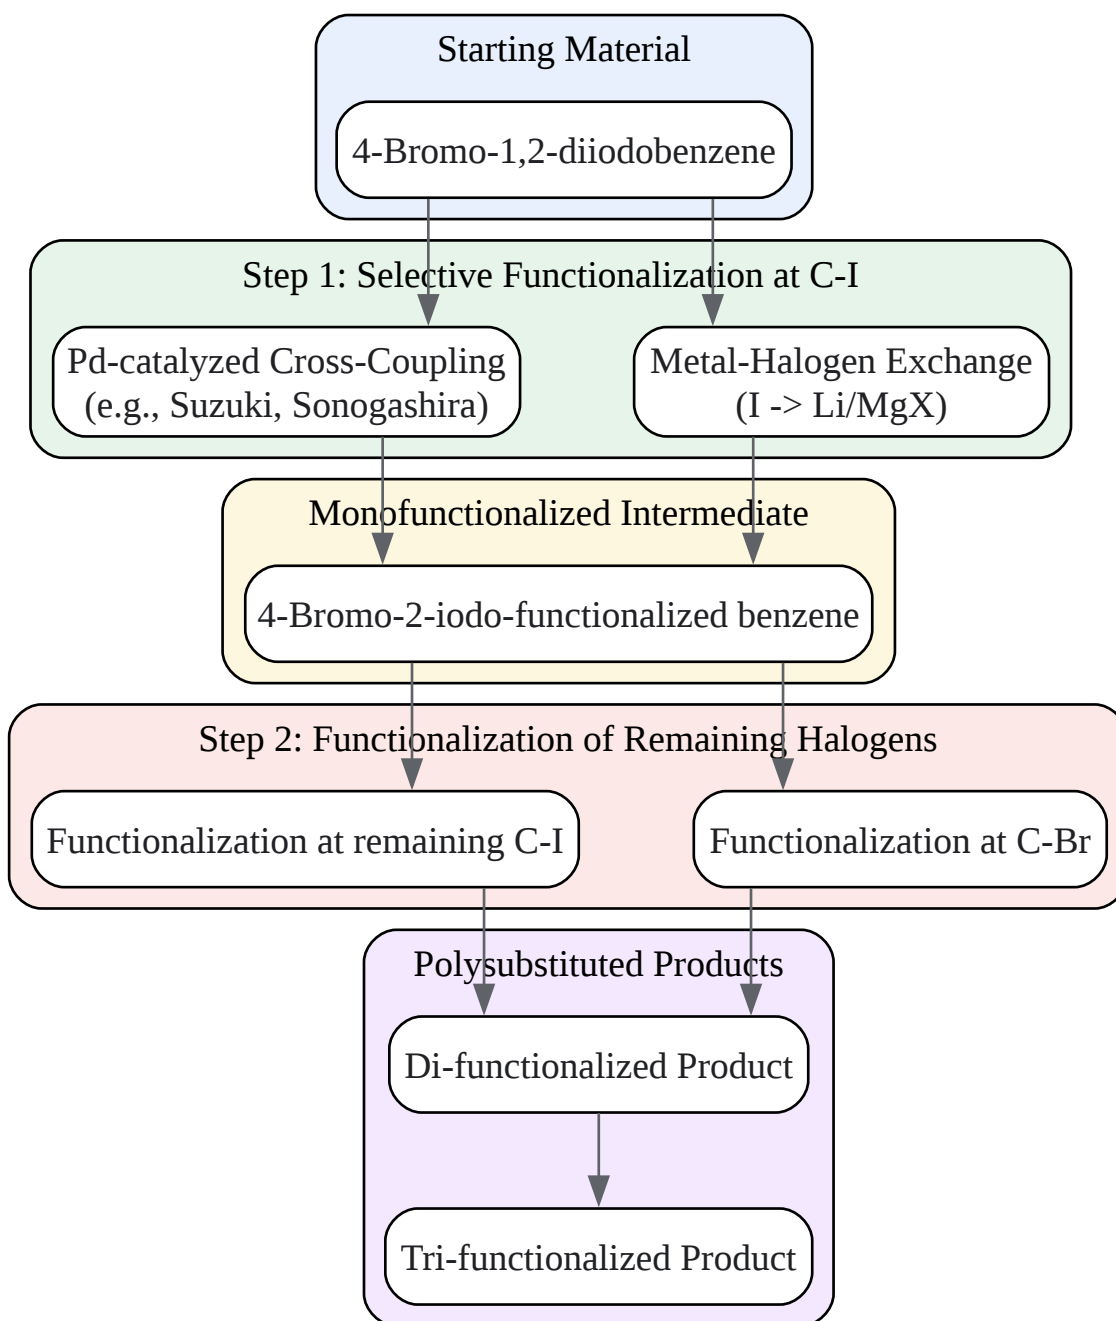 Starting Material
4-Bromo-1,2-diiodobenzene
Step 1: Selective Functionalization at C-I
Pd-catalyzed Cross-Coupling
(e.g., Suzuki, Sonogashira)
Metal-Halogen Exchange
(I -> Li/MgX)
Monofunctionalized Intermediate
4-Bromo-2-iodo-functionalized benzene
Step 2: Functionalization of Remaining Halogens
Functionalization at remaining C-I
Functionalization at C-Br
Polysubstituted Products
Di-functionalized Product
Tri-functionalized Product